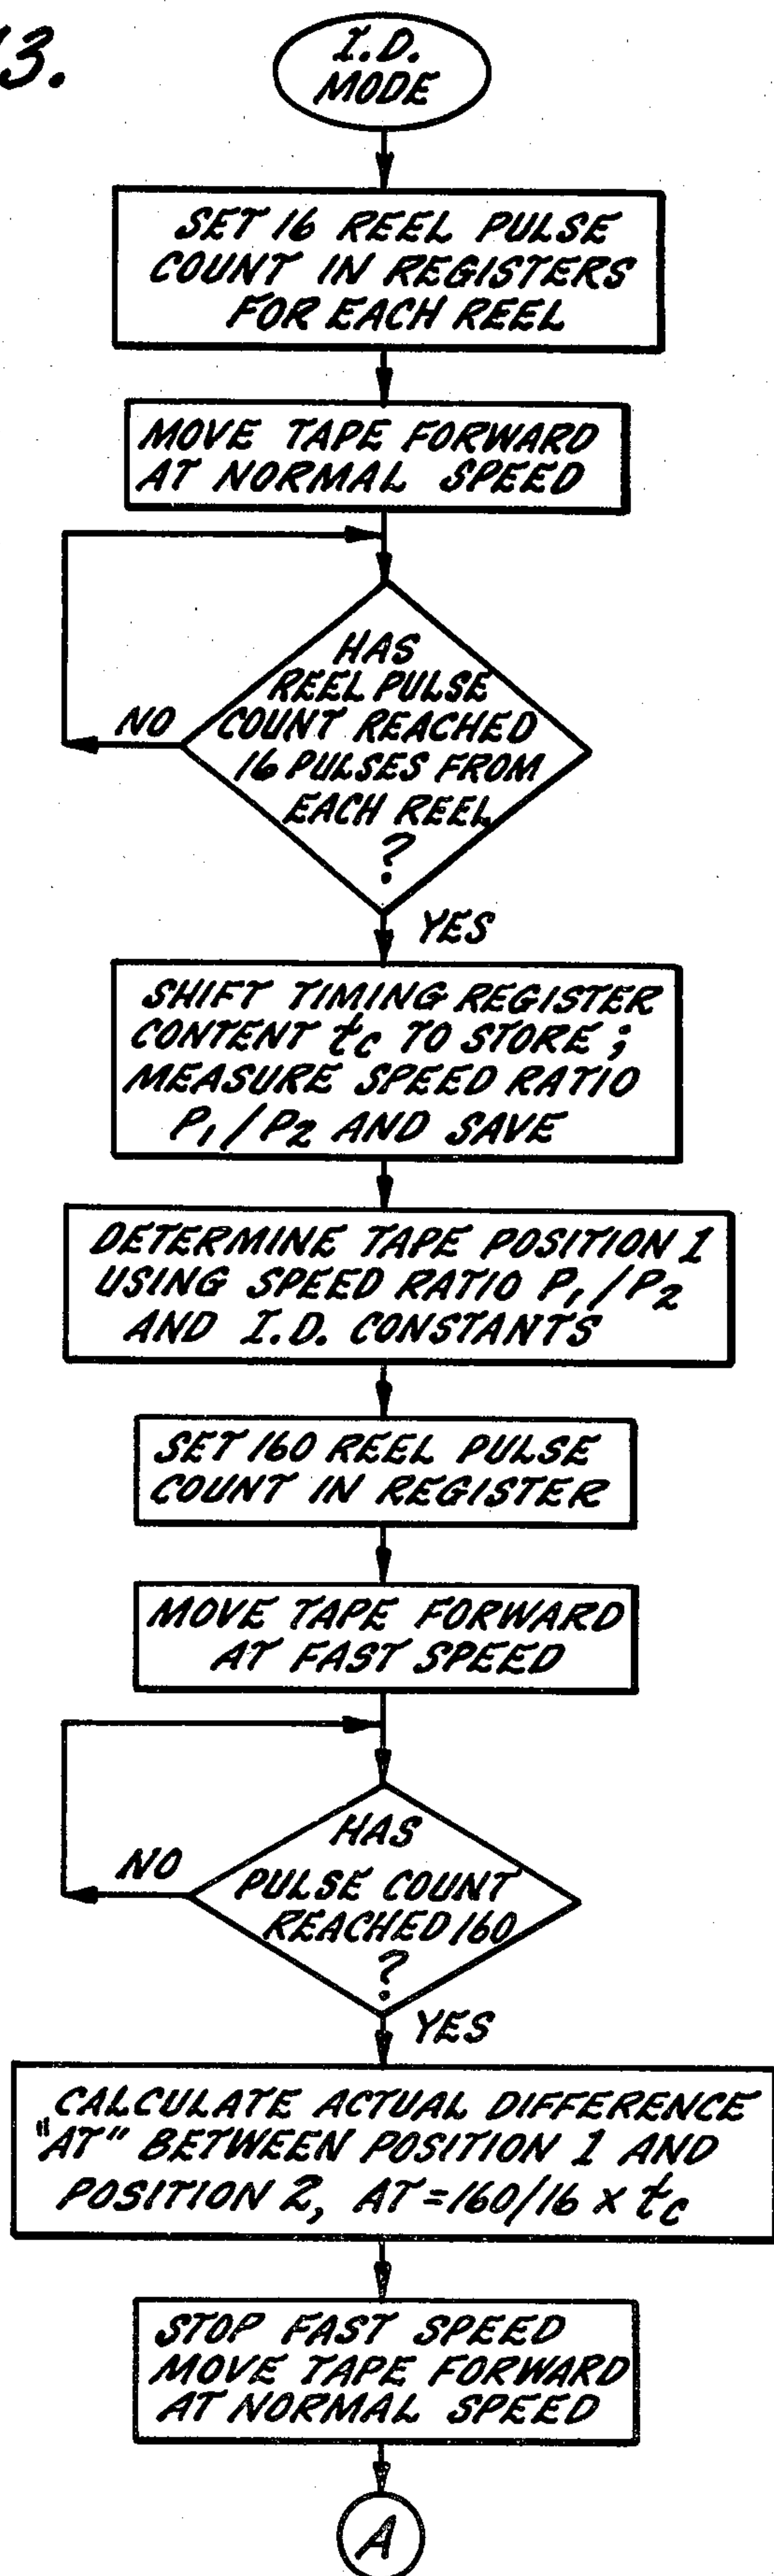 13.
I.D.
MODE
SET 16 REEL PULSE
COUNT IN REGISTERS
FOR EACH REEL
MOVE TAPE FORWARD
AT NORMAL SPEED
HAS
REEL PULSE
COUNT REACHED
16 PULSES FROM
EACH REEL
?
NO
YES
SHIFT TIMING REGISTER
CONTENT tc TO STORE;
MEASURE SPEED RATIO
P1/P2 AND SAVE
DETERMINE TAPE POSITION 1
USING SPEED RATIO P1/P2
AND I.D. CONSTANTS
SET 160 REEL PULSE
COUNT IN REGISTER
MOVE TAPE FORWARD
AT FAST SPEED
HAS
PULSE COUNT
REACHED 160
?
NO
YES
CALCULATE ACTUAL DIFFERENCE
"AT" BETWEEN POSITION 1 AND
POSITION 2, AT=160/16 x tc
STOP FAST SPEED
MOVE TAPE FORWARD
AT NORMAL SPEED
A